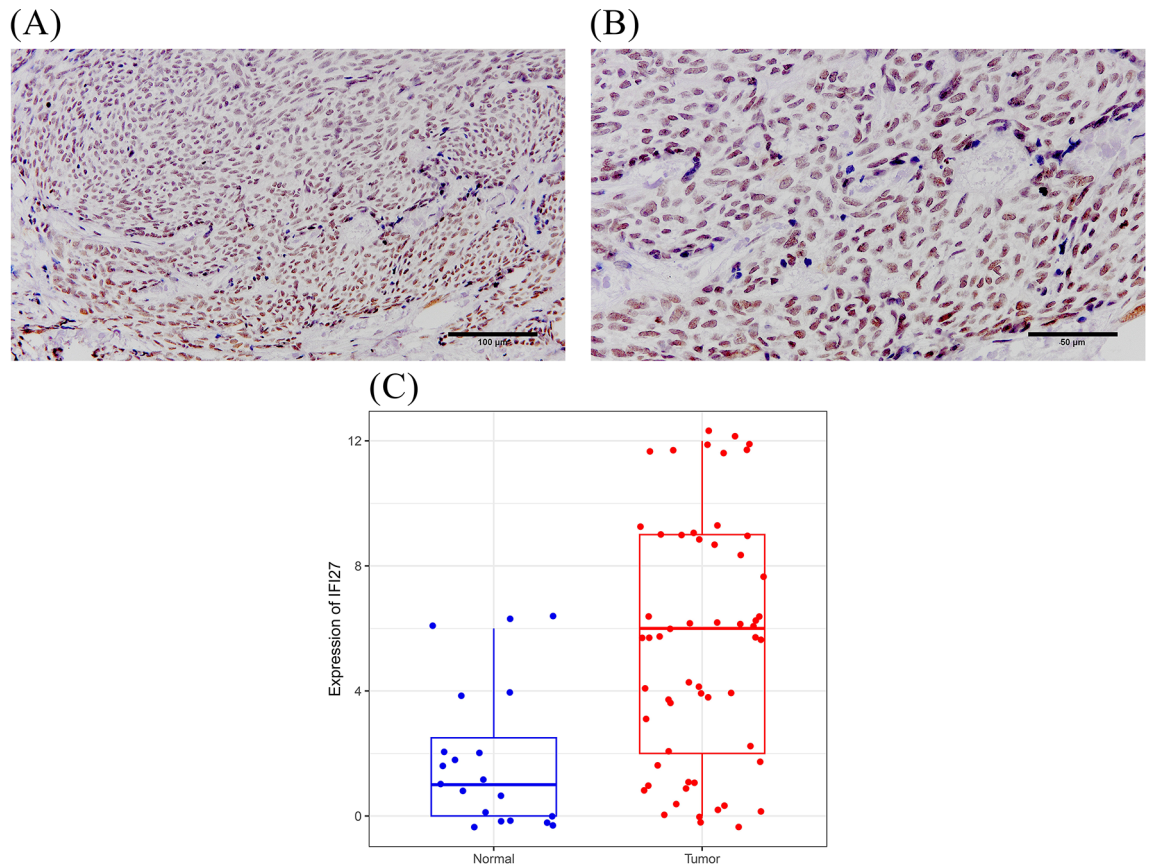 (A)
(B)
100 µm
50 µm
(C)
Expression of IFI27
12
8
4
0
Normal
Tumor